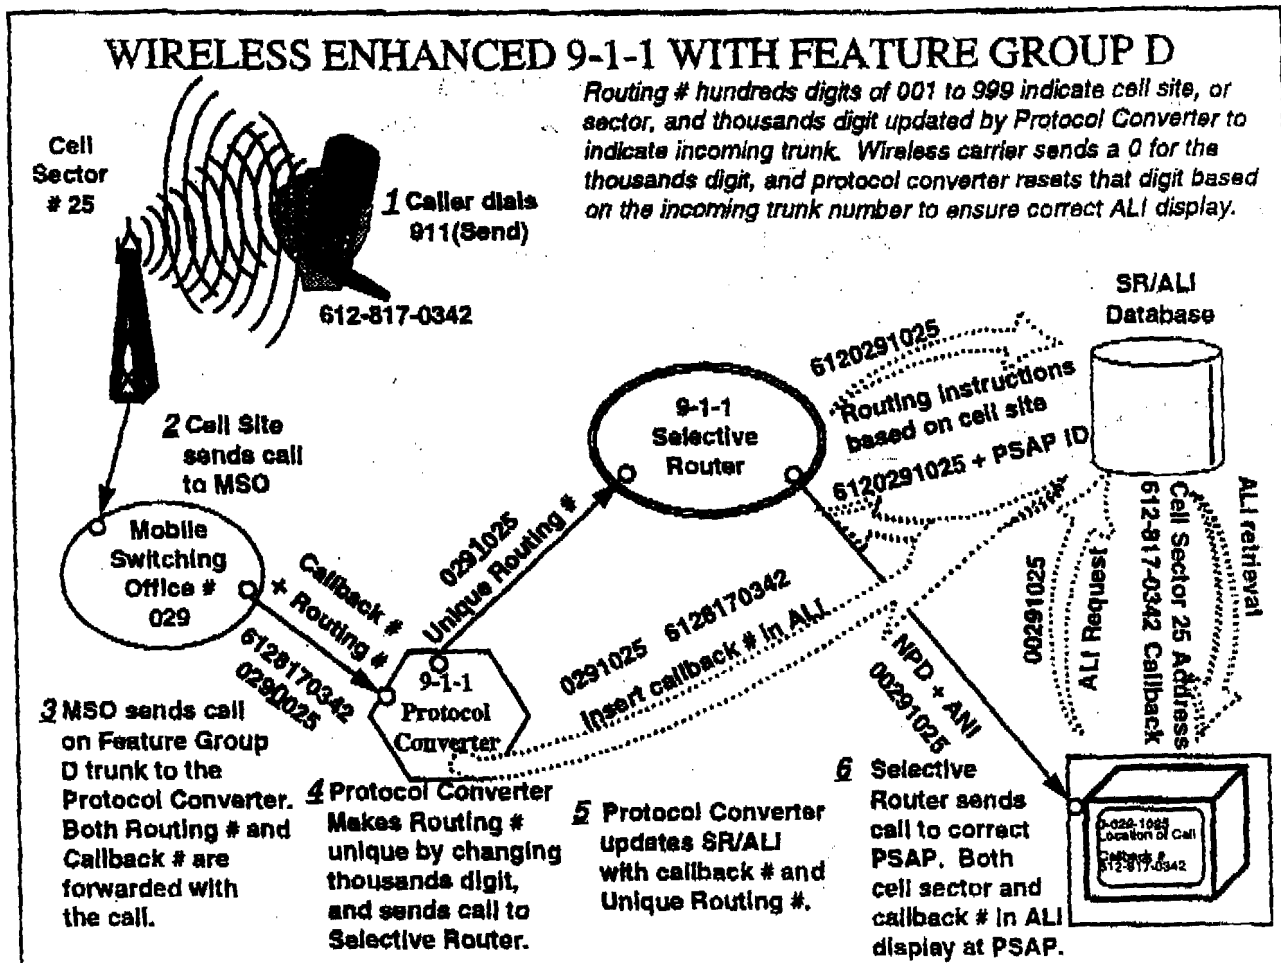 WIRELESS ENHANCED 9-1-1 WITH FEATURE GROUP D
Routing # hundreds digits of 001 to 999 indicate cell site, or
sector, and thousands digit updated by Protocol Converter to
indicate incoming trunk. Wireless carrier sends a 0 for the
thousands digit, and protocol converter resets that digit based
on the incoming trunk number to ensure correct ALI display.
Cell
Sector
# 25
1 Caller dials
911(Send)
612-817-0342
2 Cell Site
sends call
to MSO
Mobile
Switching
Office #
029
Callback #
+ Routing #
6128170342
0290025
3 MSO sends call
on Feature Group
D trunk to the
Protocol Converter.
Both Routing # and
Callback # are
forwarded with
the call.
9-1-1
Protocol
Converter
0291025
Unique Routing #
4 Protocol Converter
Makes Routing #
unique by changing
thousands digit,
and sends call to
Selective Router.
9-1-1
Selective
Router
6120291025
Routing Instructions
based on cell site
6120291025 + PSAP ID
SR/ALI
Database
0291025 6128170342
Insert callback # in ALI
5 Protocol Converter
updates SR/ALI
with callback # and
Unique Routing #.
NPD + ANI
00291025
6 Selective
Router sends
call to correct
PSAP. Both
cell sector and
callback # in ALI
display at PSAP.
00291025
ALI Request
612-817-0342 Callback
Cell Sector 25 Address
ALI retrieval
0-029-1025
Location of Call
Callback #
612-817-0342